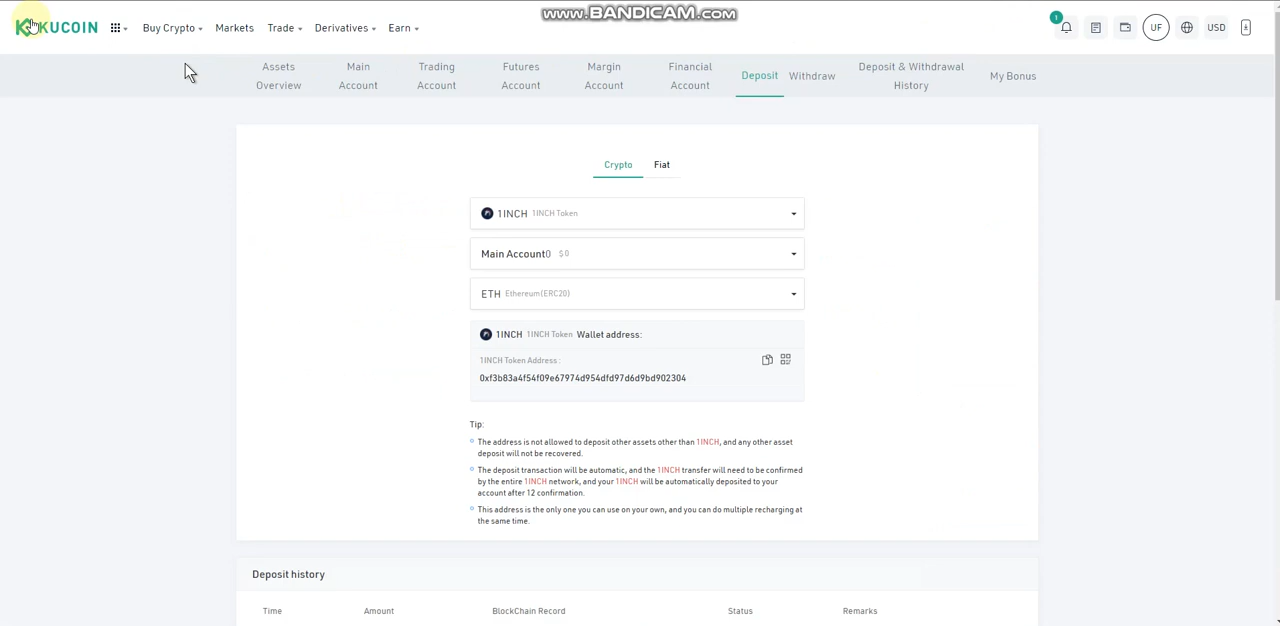 www.BANDICAM.com
KUCOIN
Buy Crypto
Markets
Trade
Derivatives
Earn
1
UF
USD
Assets
Overview
Main
Account
Trading
Account
Futures
Account
Margin
Account
Financial
Account
Deposit
Withdraw
Deposit & Withdrawal
History
My Bonus
Crypto
Fiat
1INCH 1INCH Token
Main Account0 $0
ETH Ethereum(ERC20)
1INCH 1INCH Token Wallet address:
1INCH Token Address :
0xf3b83a4f54f09e67974d954dfd97d6d9bd902304
Tip:
The address is not allowed to deposit other assets other than 1INCH, and any other asset
deposit will not be recovered.
The deposit transaction will be automatic, and the 1INCH transfer will need to be confirmed
by the entire 1INCH network, and your 1INCH will be automatically deposited to your
account after 12 confirmation.
This address is the only one you can use on your own, and you can do multiple recharging at
the same time.
Deposit history
Time
Amount
BlockChain Record
Status
Remarks